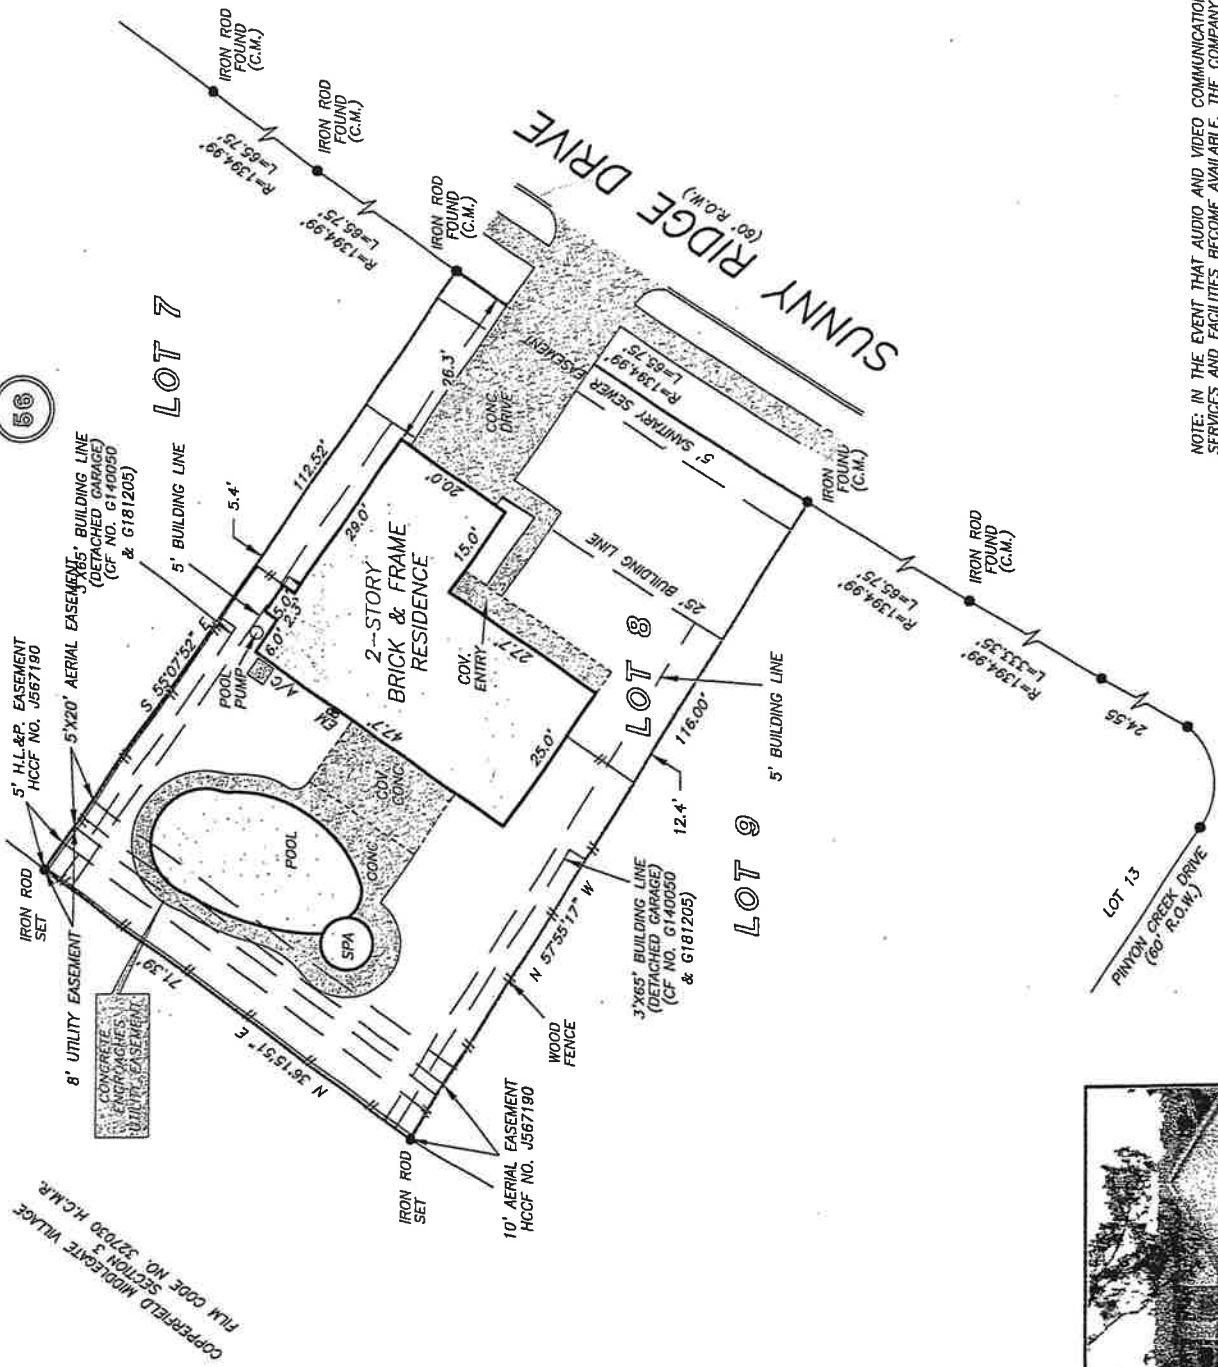 56
IRON ROD
FOUND
(C.M.)
R=1394.99'
L=65.75'
IRON ROD
FOUND
(C.M.)
R=1394.99'
L=65.75'
IRON ROD
FOUND
(C.M.)
SUNNY RIDGE DRIVE
(60' R.O.W.)
LOT 7
3'X65' BUILDING LINE
(DETACHED GARAGE)
(CF NO. G140050
& G181205)
5' BUILDING LINE
5.4'
112.52'
S 55°07'52" E
5' H.L.&P. EASEMENT
HCCF NO. J567190
5'X20' AERIAL EASEMENT
IRON ROD
SET
8' UTILITY EASEMENT
CONCRETE
ENCROACHES
UTILITY EASEMENT
71.39'
N 36°15'51" E
POOL
PUMP
A/C
EM
6.0'
2.3'
5.0'
29.0'
26.3'
20.0'
15.0'
27.7'
25.0'
47.7'
2-STORY
BRICK & FRAME
RESIDENCE
COV.
ENTRY
CONC.
DRIVE
COV.
CONC.
CONC.
POOL
SPA
5' SANITARY SEWER EASEMENT
R=1394.99'
L=65.75'
25' BUILDING LINE
LOT 8
116.00'
5' BUILDING LINE
12.4'
LOT 9
N 57°55'17" W
3'X65' BUILDING LINE
(DETACHED GARAGE)
(CF NO. G140050
& G181205)
WOOD
FENCE
10' AERIAL EASEMENT
HCCF NO. J567190
IRON ROD
SET
COPPERFIELD MIDDLEGATE VILLAGE
SECTION 3
FILM CODE NO. 327030 H.C.M.R.
IRON ROD
FOUND
(C.M.)
R=1394.99'
L=65.75'
IRON ROD
FOUND
(C.M.)
R=1394.99'
L=333.35'
24.55
LOT 13
PINYON CREEK DRIVE
(60' R.O.W.)
NOTE: IN THE EVENT THAT AUDIO AND VIDEO COMMUNICATION
SERVICES AND FACILITIES BECOME AVAILABLE, THE COMPANY